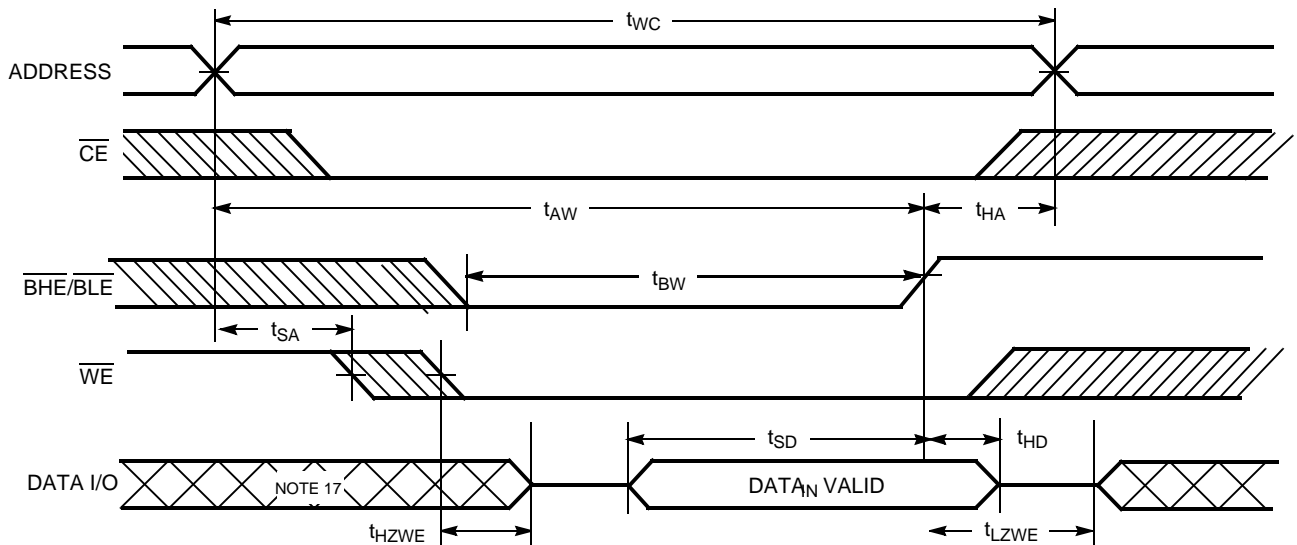 tWC
ADDRESS
CE
tAW
tHA
BHE/BLE
tBW
tSA
WE
tSD
tHD
DATA I/O
NOTE 17
DATAIN VALID
tHZWE
tLZWE